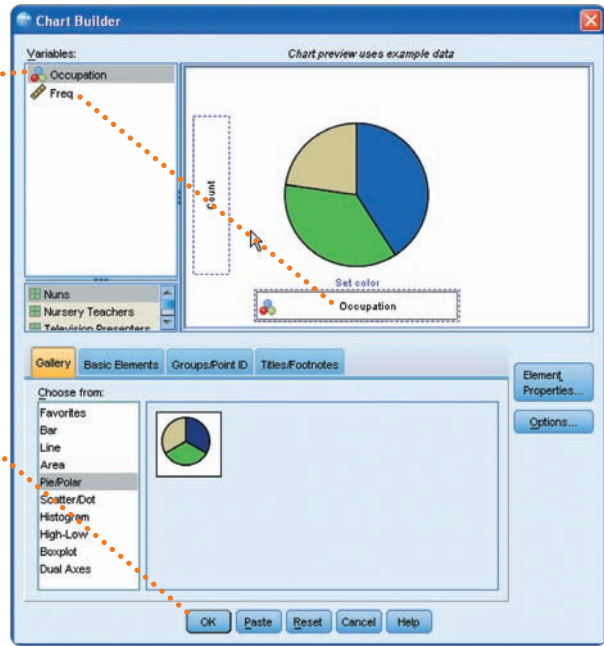 Chart Builder
Variables:
Chart preview uses example data
Occupation
Freq
Count
Set color
Occupation
Nuns
Nursery Teachers
Television Presenters
Gallery
Basic Elements
Groups/Point ID
Titles/Footnotes
Element
Properties...
Options...
Choose from:
Favorites
Bar
Line
Area
Pie/Polar
Scatter/Dot
Histogram
High-Low
Boxplot
Dual Axes
OK
Paste
Reset
Cancel
Help